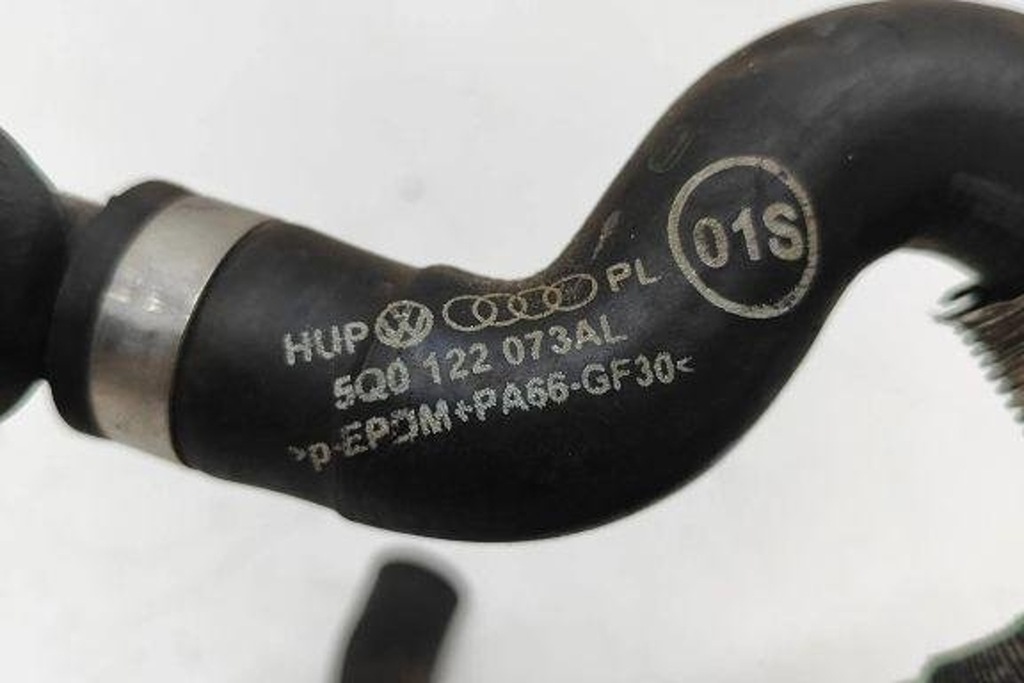 HUP PL
5Q0 122 073AL
>p-EPDM+PA66-GF30<
01S